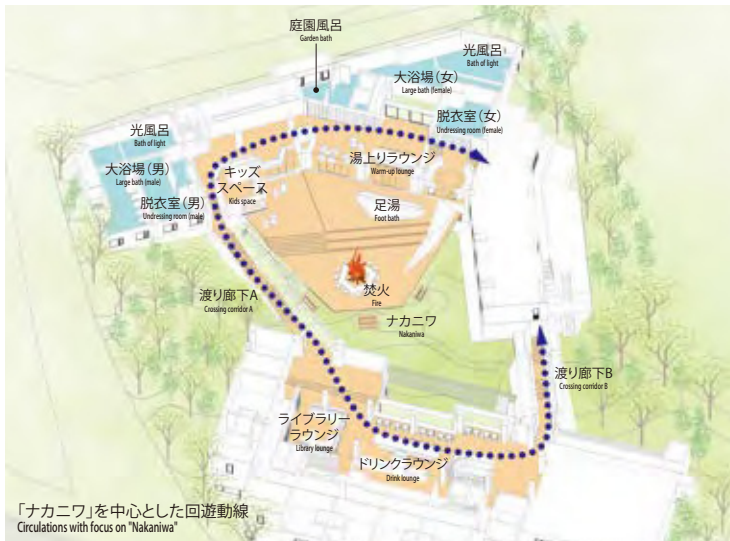 庭園風呂
Garden bath
光風呂
Bath of light
大浴場（女）
Large bath (female)
脱衣室（女）
Undressing room (female)
光風呂
Bath of light
大浴場（男）
Large bath (male)
脱衣室（男）
Undressing room (male)
キッズ
スペース
Kids space
湯上りラウンジ
Warm-up lounge
足湯
Foot bath
焚火
Fire
ナカニワ
Nakaniwa
渡り廊下A
Crossing corridor A
渡り廊下B
Crossing corridor B
ライブラリー
ラウンジ
Library lounge
ドリンクラウンジ
Drink lounge
「ナカニワ」を中心とした回遊動線
Circulations with focus on "Nakaniwa"